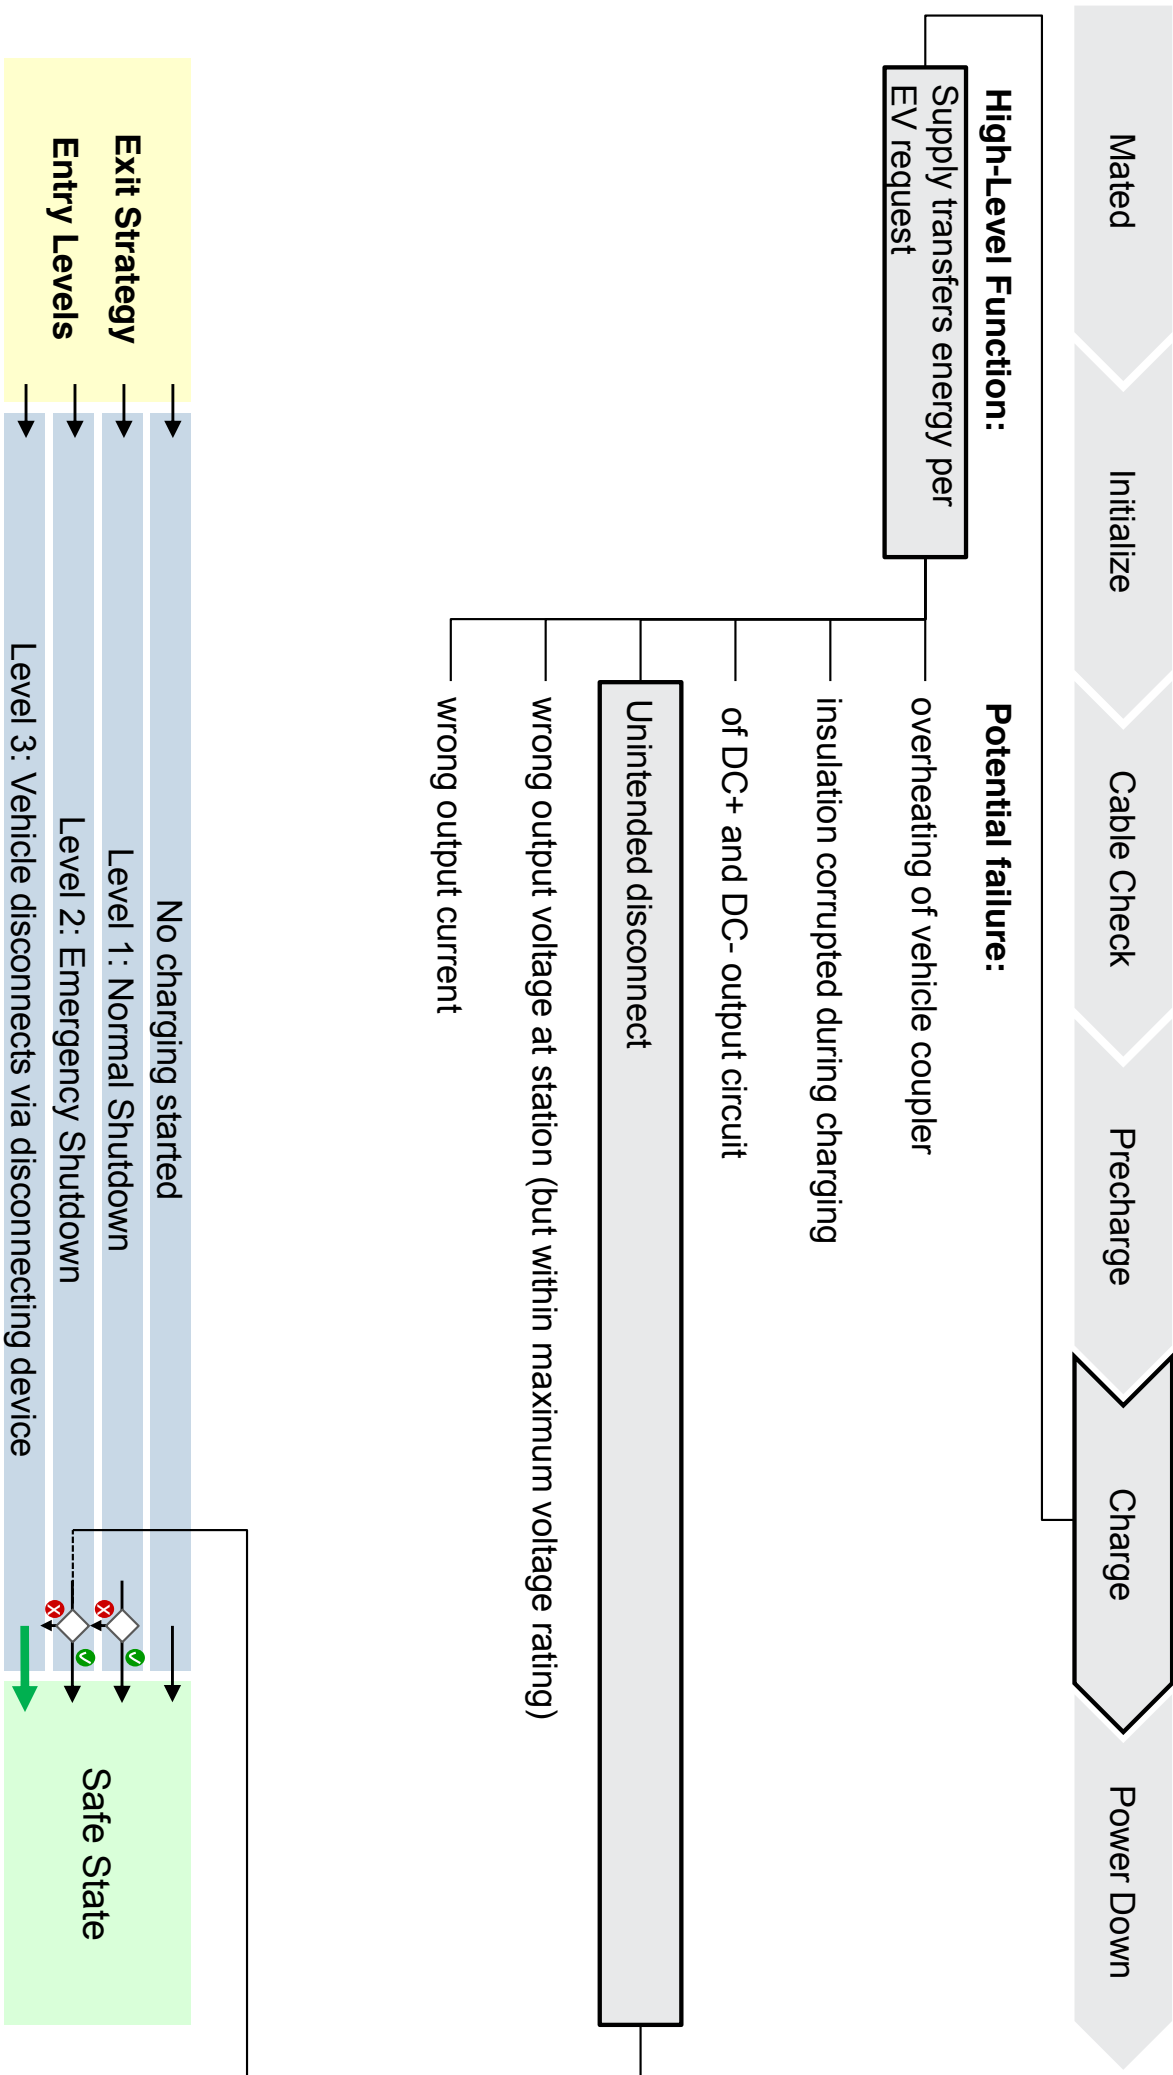 Mated
Initialize
Cable Check
Precharge
Charge
Power Down
High-Level Function:
Potential failure:
Supply transfers energy per
EV request
overheating of vehicle coupler
insulation corrupted during charging
of DC+ and DC- output circuit
Unintended disconnect
wrong output voltage at station (but within maximum voltage rating)
wrong output current
Exit Strategy
Entry Levels
No charging started
Level 1: Normal Shutdown
Level 2: Emergency Shutdown
Level 3: Vehicle disconnects via disconnecting device
Safe State